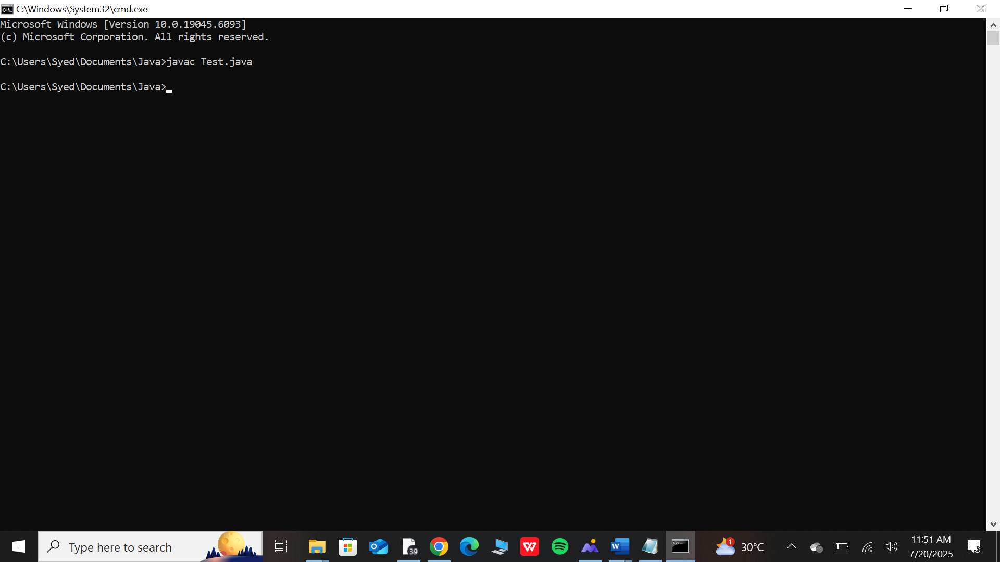 C:\Windows\System32\cmd.exe
Microsoft Windows [Version 10.0.19045.6093]
(c) Microsoft Corporation. All rights reserved.
C:\Users\Syed\Documents\Java>javac Test.java
C:\Users\Syed\Documents\Java>
Type here to search
39
W
W
1
30°C
11:51 AM
7/20/2025